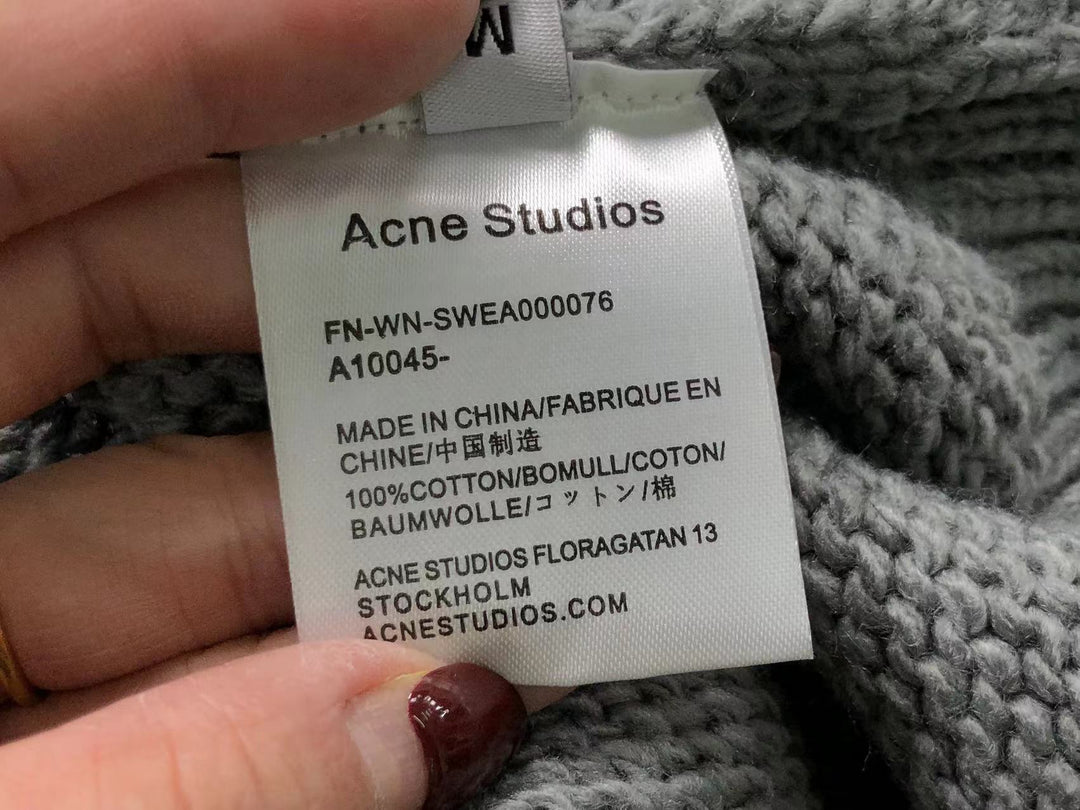 M
Acne Studios
FN-WN-SWEA000076
A10045-
MADE IN CHINA/FABRIQUE EN
CHINE/中国制造
100%COTTON/BOMULL/COTON/
BAUMWOLLE/コットン/棉
ACNE STUDIOS FLORAGATAN 13
STOCKHOLM
ACNESTUDIOS.COM